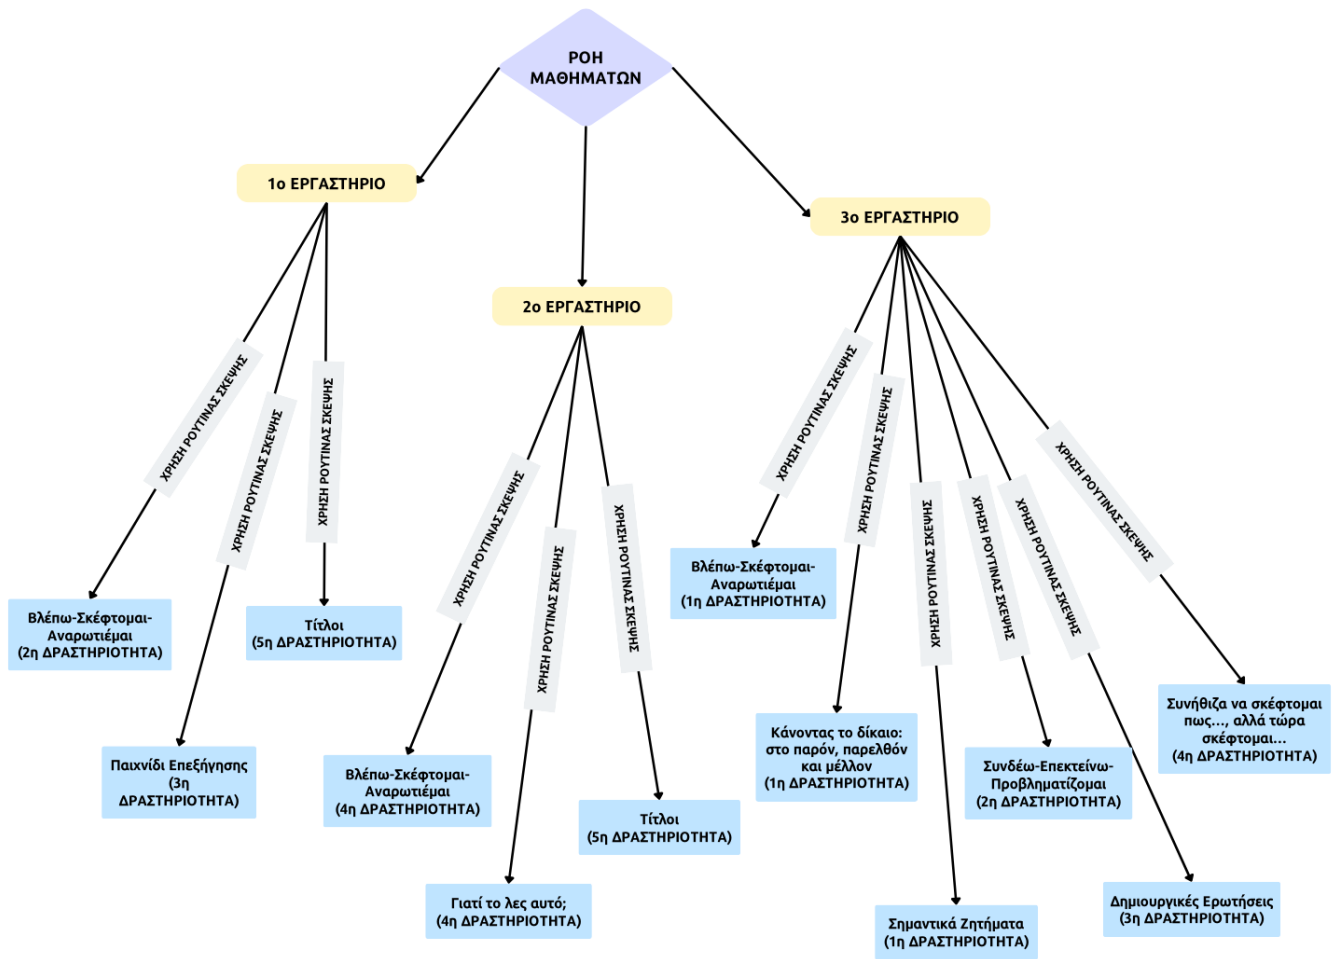 ΡΟΗ
ΜΑΘΗΜΑΤΩΝ
1ο ΕΡΓΑΣΤΗΡΙΟ
ΧΡΗΣΗ ΡΟΥΤΙΝΑΣ ΣΚΕΨΗΣ
ΧΡΗΣΗ ΡΟΥΤΙΝΑΣ ΣΚΕΨΗΣ
ΧΡΗΣΗ ΡΟΥΤΙΝΑΣ ΣΚΕΨΗΣ
Βλέπω-Σκέφτομαι-
Αναρωτιέμαι
(2η ΔΡΑΣΤΗΡΙΟΤΗΤΑ)
Παιχνίδι Επεξήγησης
(3η
ΔΡΑΣΤΗΡΙΟΤΗΤΑ)
Τίτλοι
(5η ΔΡΑΣΤΗΡΙΟΤΗΤΑ)
2ο ΕΡΓΑΣΤΗΡΙΟ
ΧΡΗΣΗ ΡΟΥΤΙΝΑΣ ΣΚΕΨΗΣ
ΧΡΗΣΗ ΡΟΥΤΙΝΑΣ ΣΚΕΨΗΣ
ΧΡΗΣΗ ΡΟΥΤΙΝΑΣ ΣΚΕΨΗΣ
Βλέπω-Σκέφτομαι-
Αναρωτιέμαι
(4η ΔΡΑΣΤΗΡΙΟΤΗΤΑ)
Γιατί το λες αυτό;
(4η ΔΡΑΣΤΗΡΙΟΤΗΤΑ)
Τίτλοι
(5η ΔΡΑΣΤΗΡΙΟΤΗΤΑ)
3ο ΕΡΓΑΣΤΗΡΙΟ
ΧΡΗΣΗ ΡΟΥΤΙΝΑΣ ΣΚΕΨΗΣ
ΧΡΗΣΗ ΡΟΥΤΙΝΑΣ ΣΚΕΨΗΣ
ΧΡΗΣΗ ΡΟΥΤΙΝΑΣ ΣΚΕΨΗΣ
ΧΡΗΣΗ ΡΟΥΤΙΝΑΣ ΣΚΕΨΗΣ
ΧΡΗΣΗ ΡΟΥΤΙΝΑΣ ΣΚΕΨΗΣ
ΧΡΗΣΗ ΡΟΥΤΙΝΑΣ ΣΚΕΨΗΣ
Βλέπω-Σκέφτομαι-
Αναρωτιέμαι
(1η ΔΡΑΣΤΗΡΙΟΤΗΤΑ)
Κάνοντας το δίκαιο:
στο παρόν, παρελθόν
και μέλλον
(1η ΔΡΑΣΤΗΡΙΟΤΗΤΑ)
Σημαντικά Ζητήματα
(1η ΔΡΑΣΤΗΡΙΟΤΗΤΑ)
Συνδέω-Επεκτείνω-
Προβληματίζομαι
(2η ΔΡΑΣΤΗΡΙΟΤΗΤΑ)
Δημιουργικές Ερωτήσεις
(3η ΔΡΑΣΤΗΡΙΟΤΗΤΑ)
Συνήθιζα να σκέφτομαι
πως..., αλλά τώρα
σκέφτομαι...
(4η ΔΡΑΣΤΗΡΙΟΤΗΤΑ)